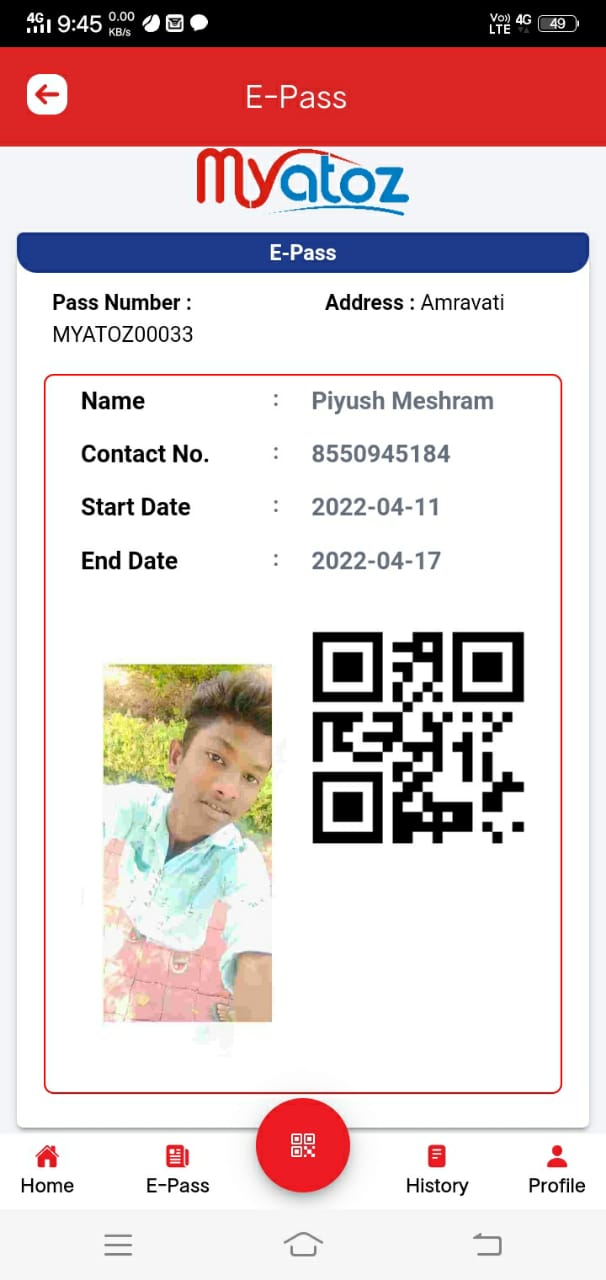 4G 9:45 0.00 KB/s Vo)) LTE 4G 49
E-Pass
Myatoz
E-Pass
Pass Number : Address : Amravati
MYATOZ00033
Name : Piyush Meshram
Contact No. : 8550945184
Start Date : 2022-04-11
End Date : 2022-04-17
Home E-Pass History Profile